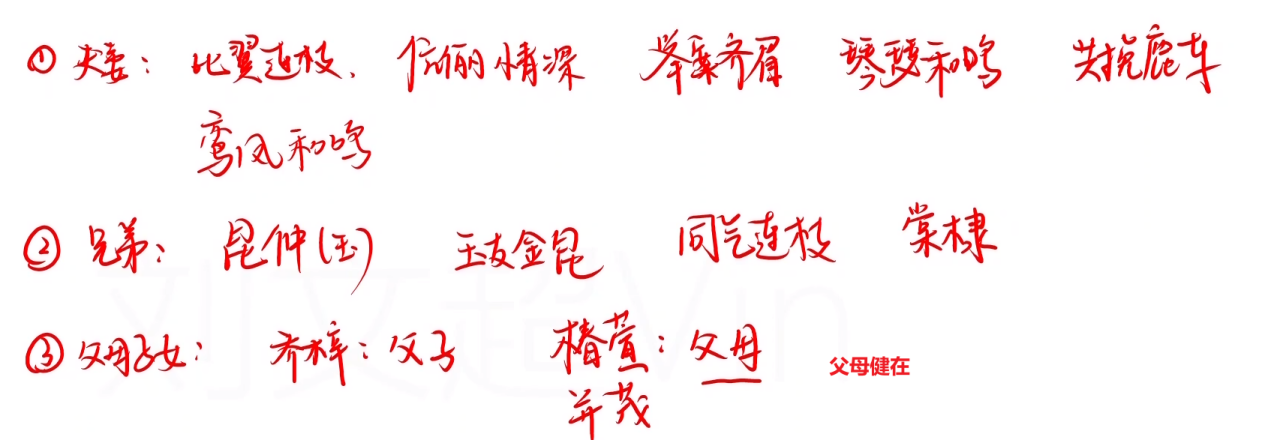 ① 夫妻：比翼连枝、伉俪情深 举案齐眉 琴瑟和鸣 共挽鹿车
鸾凤和鸣
② 兄弟：昆仲(玉) 玉友金昆 同气连枝 棠棣
③ 父母子女：乔梓：父子 椿萱：父母 父母健在
并茂